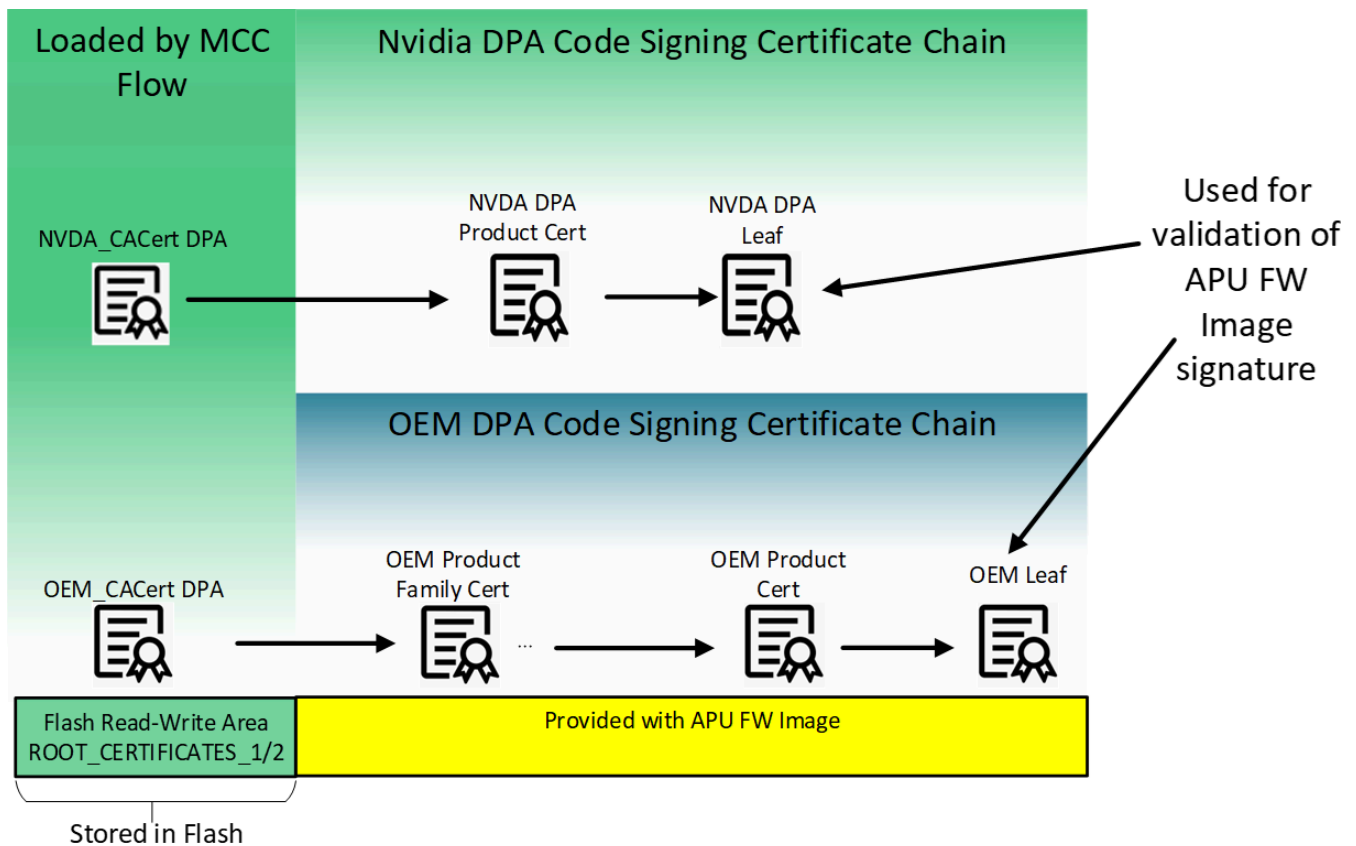 Loaded by MCC
Flow
Nvidia DPA Code Signing Certificate Chain
NVDA_CACert DPA
NVDA DPA
Product Cert
NVDA DPA
Leaf
Used for
validation of
APU FW
Image
signature
OEM DPA Code Signing Certificate Chain
OEM_CACert DPA
OEM Product
Family Cert
...
OEM Product
Cert
OEM Leaf
Flash Read-Write Area
ROOT_CERTIFICATES_1/2
Provided with APU FW Image
Stored in Flash